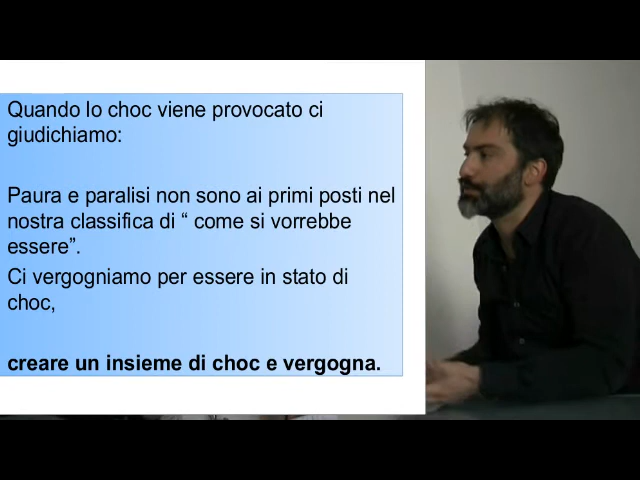 Quando lo choc viene provocato ci
giudichiamo:
Paura e paralisi non sono ai primi posti nel
nostra classifica di “ come si vorrebbe
essere”.
Ci vergogniamo per essere in stato di
choc,
creare un insieme di choc e vergogna.